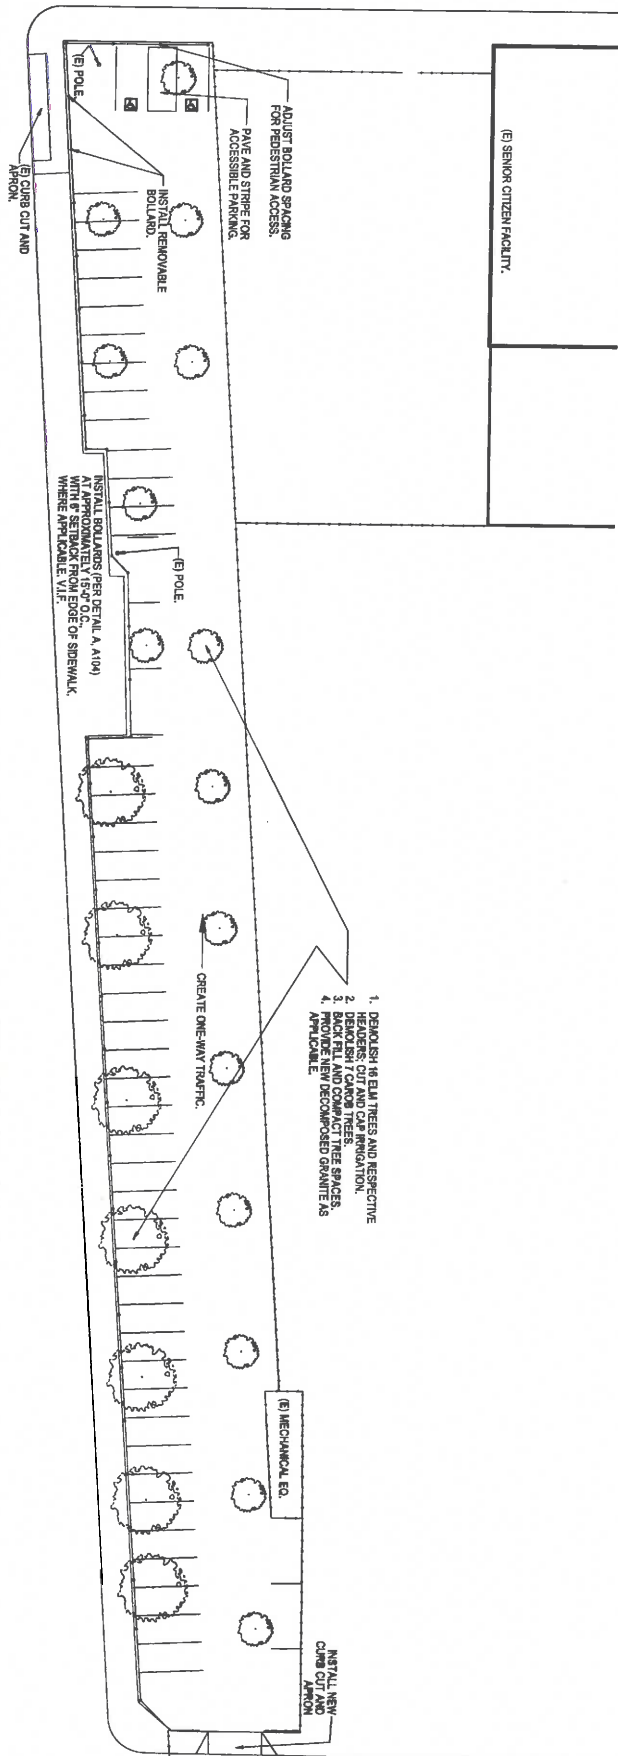 (E) SENIOR CITIZEN FACILITY.
ADJUST BOLLARD SPACING
FOR PEDESTRIAN ACCESS.
PAVE AND STRIPE FOR
ACCESSIBLE PARKING.
(E) POLE.
INSTALL REMOVABLE
BOLLARD.
(E) CURB CUT AND
APRON.
INSTALL BOLLARDS (PER DETAIL A, A104)
AT APPROXIMATELY 15'-0" O.C.,
WITH 6" SETBACK FROM EDGE OF SIDEWALK.
WHERE APPLICABLE. V.I.F.
(E) POLE.
1. DEMOLISH 16 ELM TREES AND RESPECTIVE
HEADERS; CUT AND CAP IRRIGATION.
2. DEMOLISH 7 CAROB TREES.
3. BACK FILL AND COMPACT TREE SPACES.
4. PROVIDE NEW DECOMPOSED GRANITE AS
APPLICABLE.
CREATE ONE-WAY TRAFFIC.
(E) MECHANICAL EQ.
INSTALL NEW
CURB CUT AND
APRON